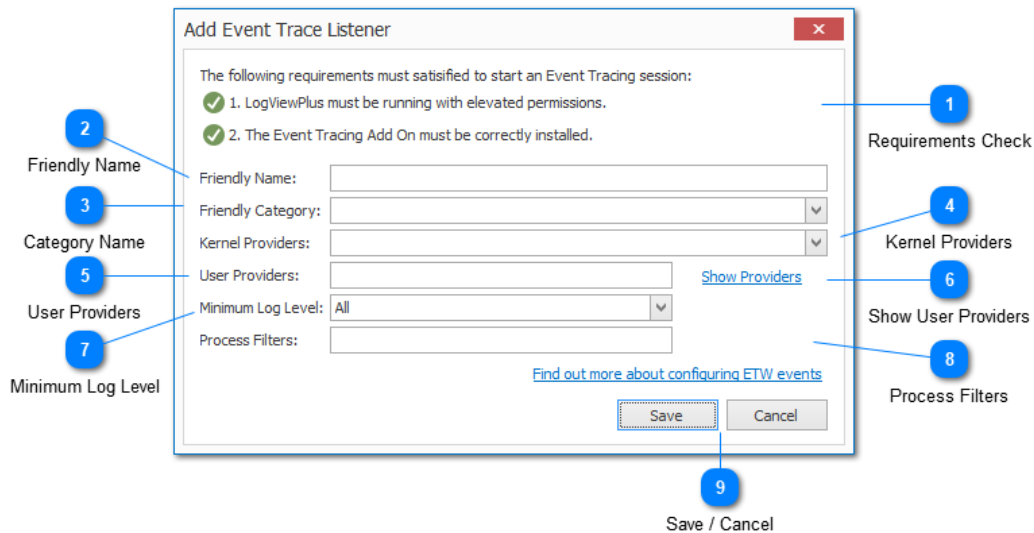 Add Event Trace Listener
The following requirements must satisified to start an Event Tracing session:
1. LogViewPlus must be running with elevated permissions.
2. The Event Tracing Add On must be correctly installed.
1
Requirements Check
2
Friendly Name
Friendly Name:
3
Category Name
Friendly Category:
4
Kernel Providers
Kernel Providers:
5
User Providers
User Providers:
Show Providers
6
Show User Providers
Minimum Log Level: All
7
Minimum Log Level
Process Filters:
8
Process Filters
Find out more about configuring ETW events
Save Cancel
9
Save / Cancel